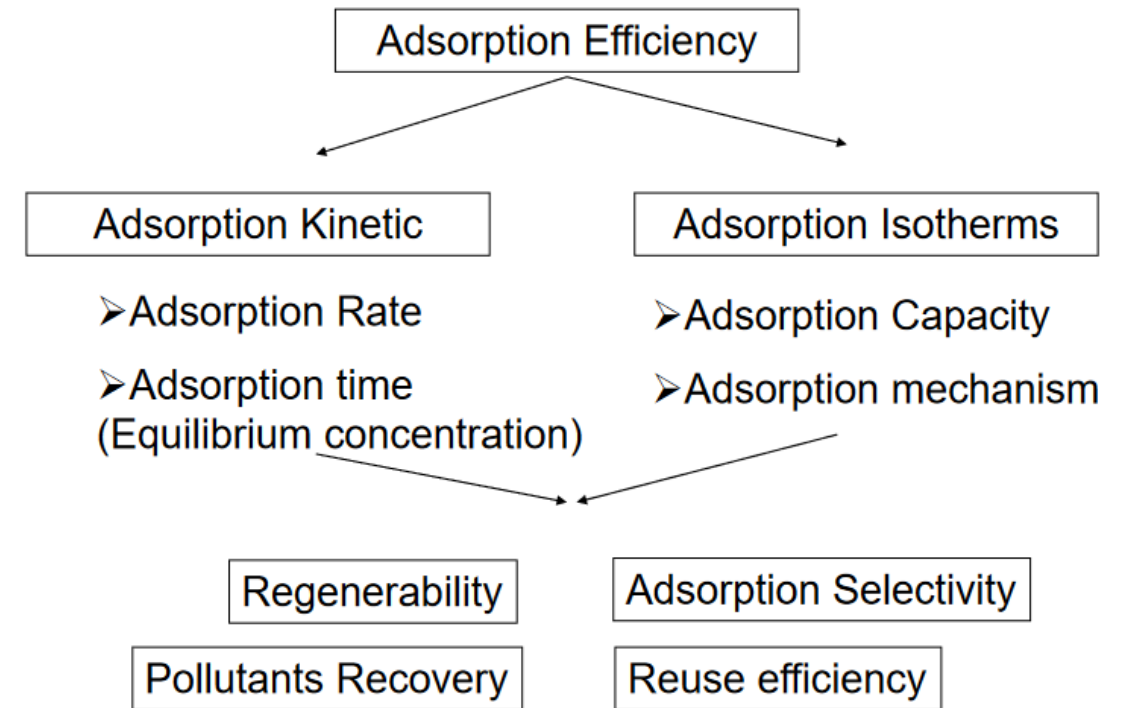 Adsorption Efficiency
Adsorption Kinetic
Adsorption Isotherms
➢Adsorption Rate
➢Adsorption time
(Equilibrium concentration)
➢Adsorption Capacity
➢Adsorption mechanism
Regenerability
Adsorption Selectivity
Pollutants Recovery
Reuse efficiency